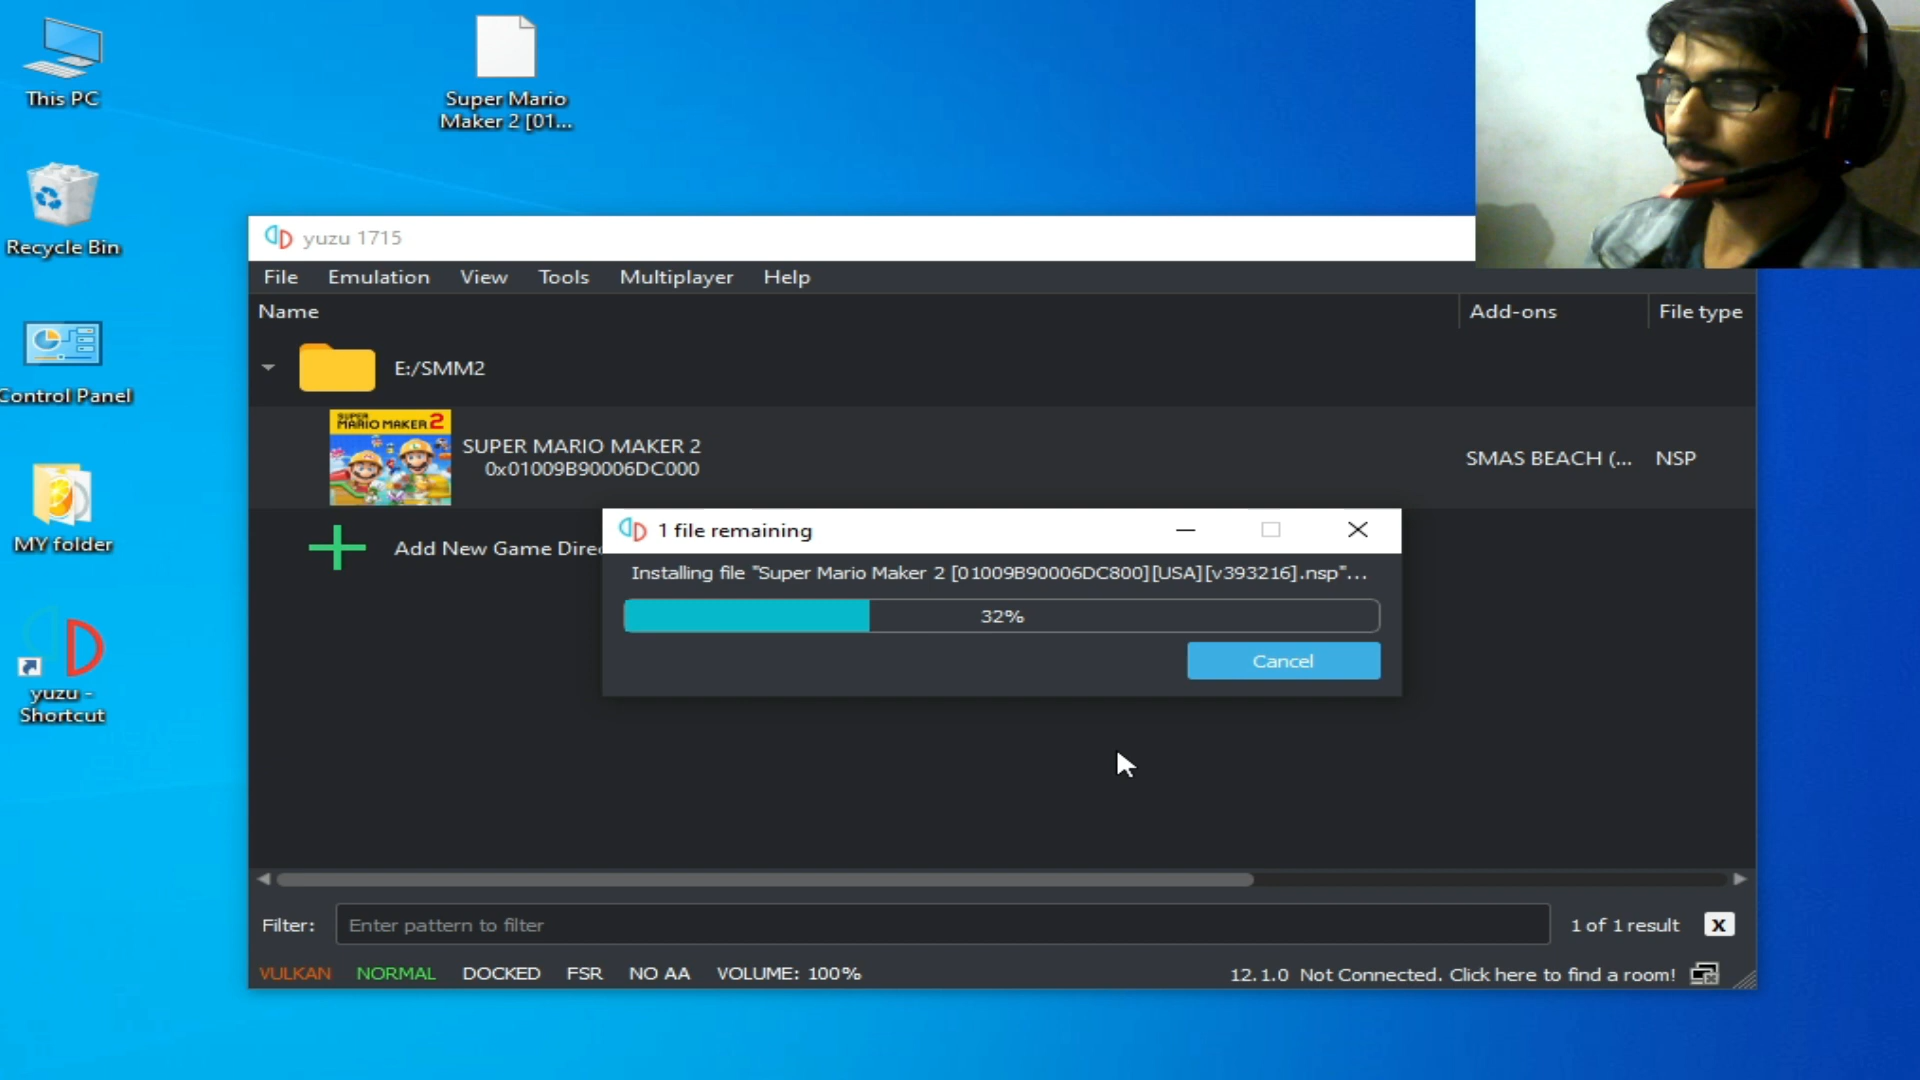 This PC
Super Mario
Maker 2 [01...
Recycle Bin
Control Panel
MY folder
yuzu -
Shortcut
yuzu 1715
File Emulation View Tools Multiplayer Help
Name Add-ons File type
E:/SMM2
SUPER
MARIO MAKER 2
SUPER MARIO MAKER 2
0x01009B90006DC000
SMAS BEACH (... NSP
Add New Game Direc
1 file remaining
Installing file "Super Mario Maker 2 [01009B90006DC800][USA][v393216].nsp"...
32%
Cancel
Filter: Enter pattern to filter 1 of 1 result X
VULKAN NORMAL DOCKED FSR NO AA VOLUME: 100% 12.1.0 Not Connected. Click here to find a room!